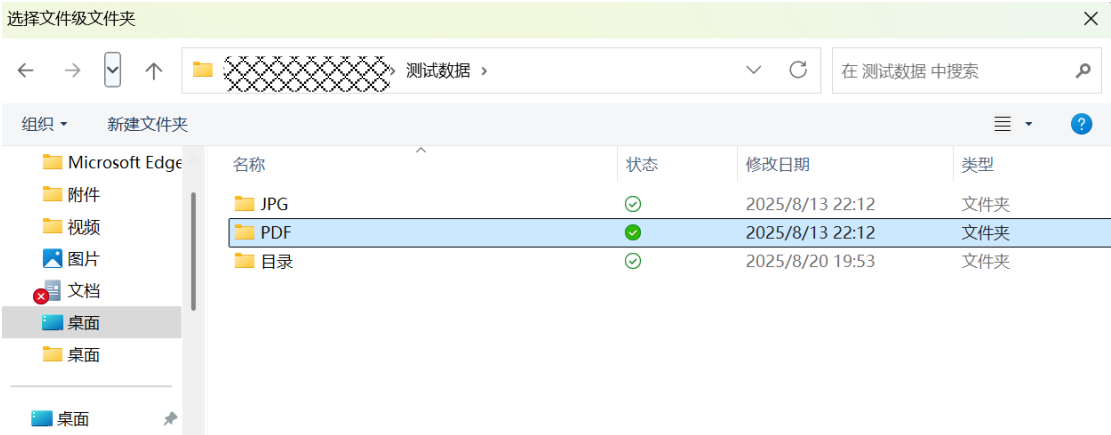 选择文件级文件夹
测试数据
在 测试数据 中搜索
组织
新建文件夹
?
Microsoft Edge
附件
视频
图片
文档
桌面
桌面
桌面
名称 状态 修改日期 类型
JPG 2025/8/13 22:12 文件夹
PDF 2025/8/13 22:12 文件夹
目录 2025/8/20 19:53 文件夹